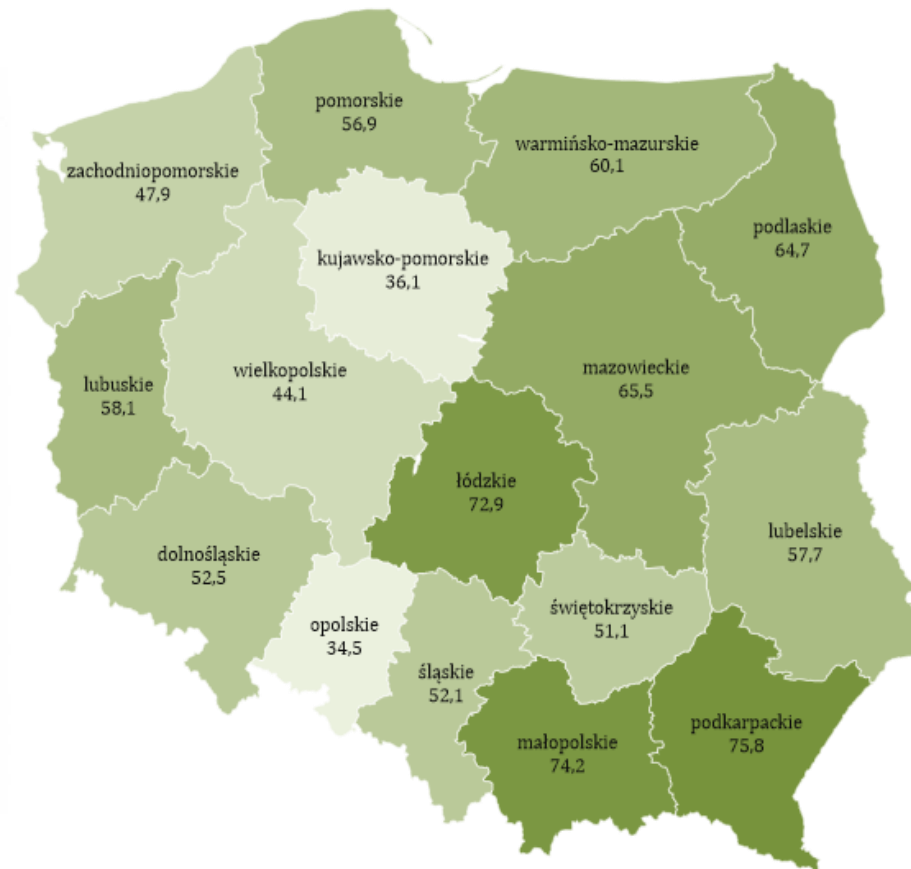 pomorskie
56,9
warmińsko-mazurskie
60,1
zachodniopomorskie
47,9
podlaskie
64,7
kujawsko-pomorskie
36,1
mazowieckie
65,5
wielkopolskie
44,1
lubuskie
58,1
łódzkie
72,9
lubelskie
57,7
dolnośląskie
52,5
świętokrzyskie
51,1
opolskie
34,5
śląskie
52,1
podkarpackie
75,8
małopolskie
74,2